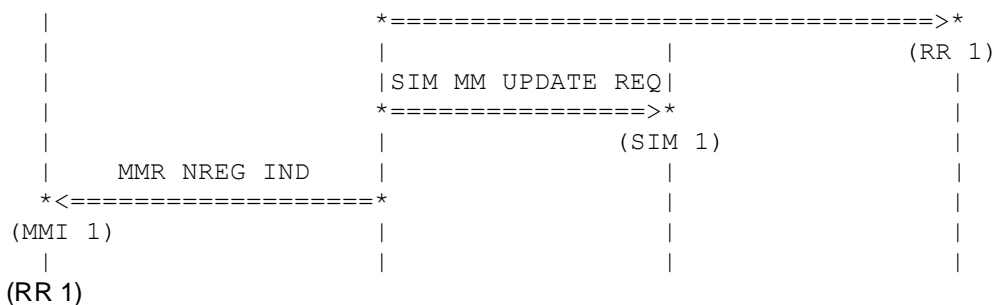 |                    *==================================>*
|                    |                 |              (RR 1)
|                    |SIM MM UPDATE REQ|                 |
|                    *================>*                 |
|                    |              (SIM 1)              |
|    MMR NREG IND    |                 |                 |
*<===================*                 |                 |
(MMI 1)              |                 |                 |
|                    |                 |                 |
(RR 1)